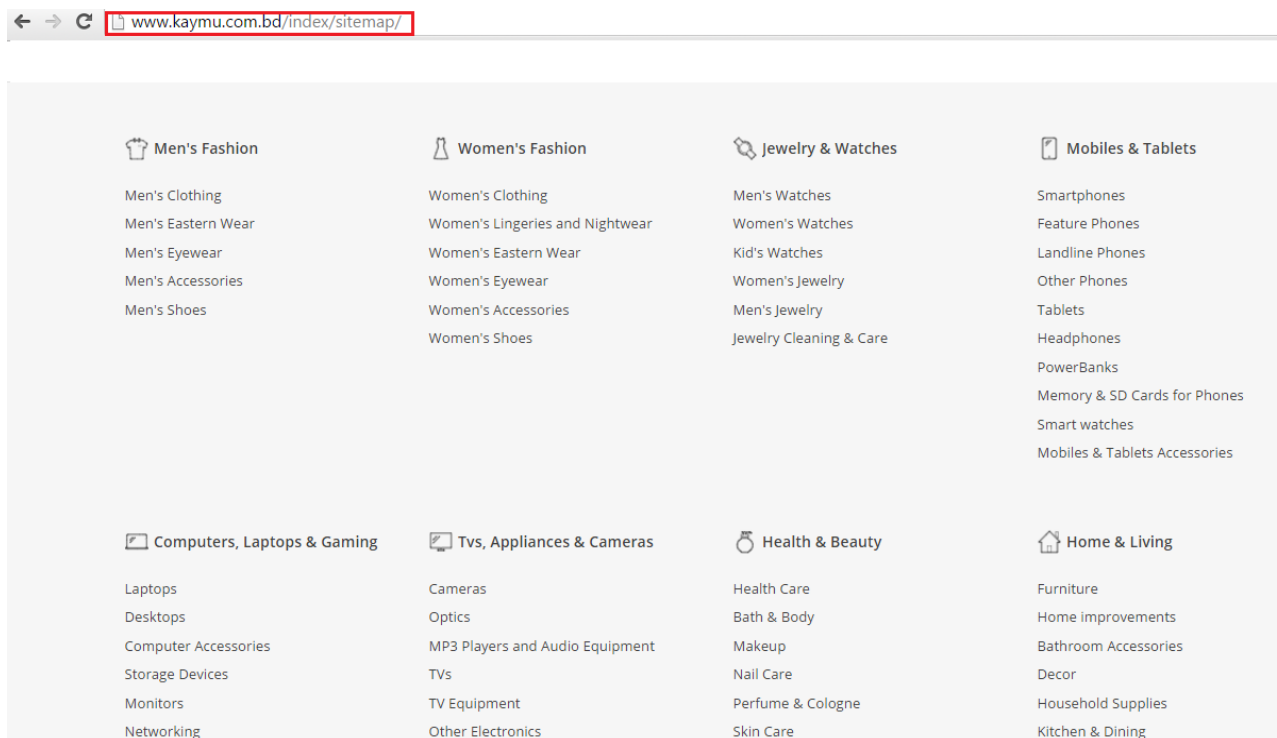 www.kaymu.com.bd/index/sitemap/
Men's Fashion
Men's Clothing
Men's Eastern Wear
Men's Eyewear
Men's Accessories
Men's Shoes
Women's Fashion
Women's Clothing
Women's Lingeries and Nightwear
Women's Eastern Wear
Women's Eyewear
Women's Accessories
Women's Shoes
Jewelry & Watches
Men's Watches
Women's Watches
Kid's Watches
Women's Jewelry
Men's Jewelry
Jewelry Cleaning & Care
Mobiles & Tablets
Smartphones
Feature Phones
Landline Phones
Other Phones
Tablets
Headphones
PowerBanks
Memory & SD Cards for Phones
Smart watches
Mobiles & Tablets Accessories
Computers, Laptops & Gaming
Laptops
Desktops
Computer Accessories
Storage Devices
Monitors
Networking
Tvs, Appliances & Cameras
Cameras
Optics
MP3 Players and Audio Equipment
TVs
TV Equipment
Other Electronics
Health & Beauty
Health Care
Bath & Body
Makeup
Nail Care
Perfume & Cologne
Skin Care
Home & Living
Furniture
Home improvements
Bathroom Accessories
Decor
Household Supplies
Kitchen & Dining